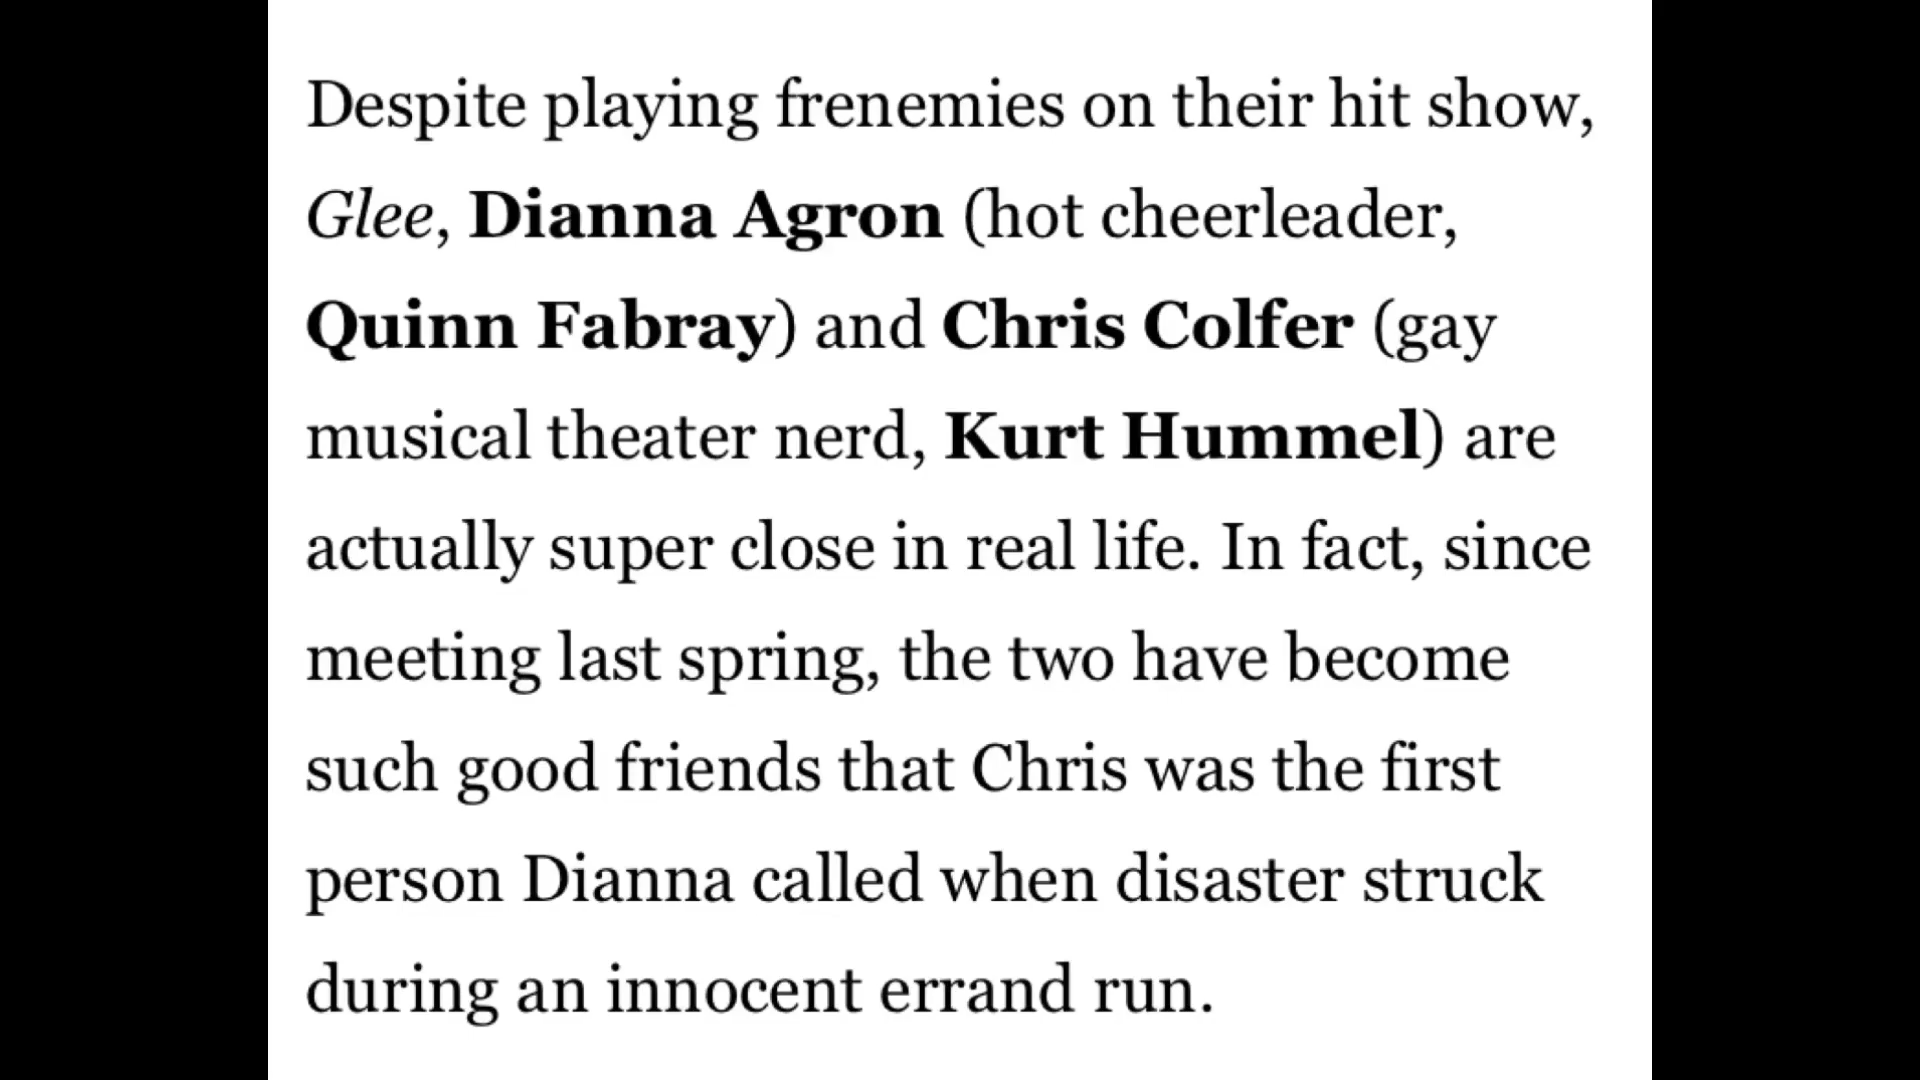 Despite playing frenemies on their hit show,
Glee, Dianna Agron (hot cheerleader,
Quinn Fabray) and Chris Colfer (gay
musical theater nerd, Kurt Hummel) are
actually super close in real life. In fact, since
meeting last spring, the two have become
such good friends that Chris was the first
person Dianna called when disaster struck
during an innocent errand run.